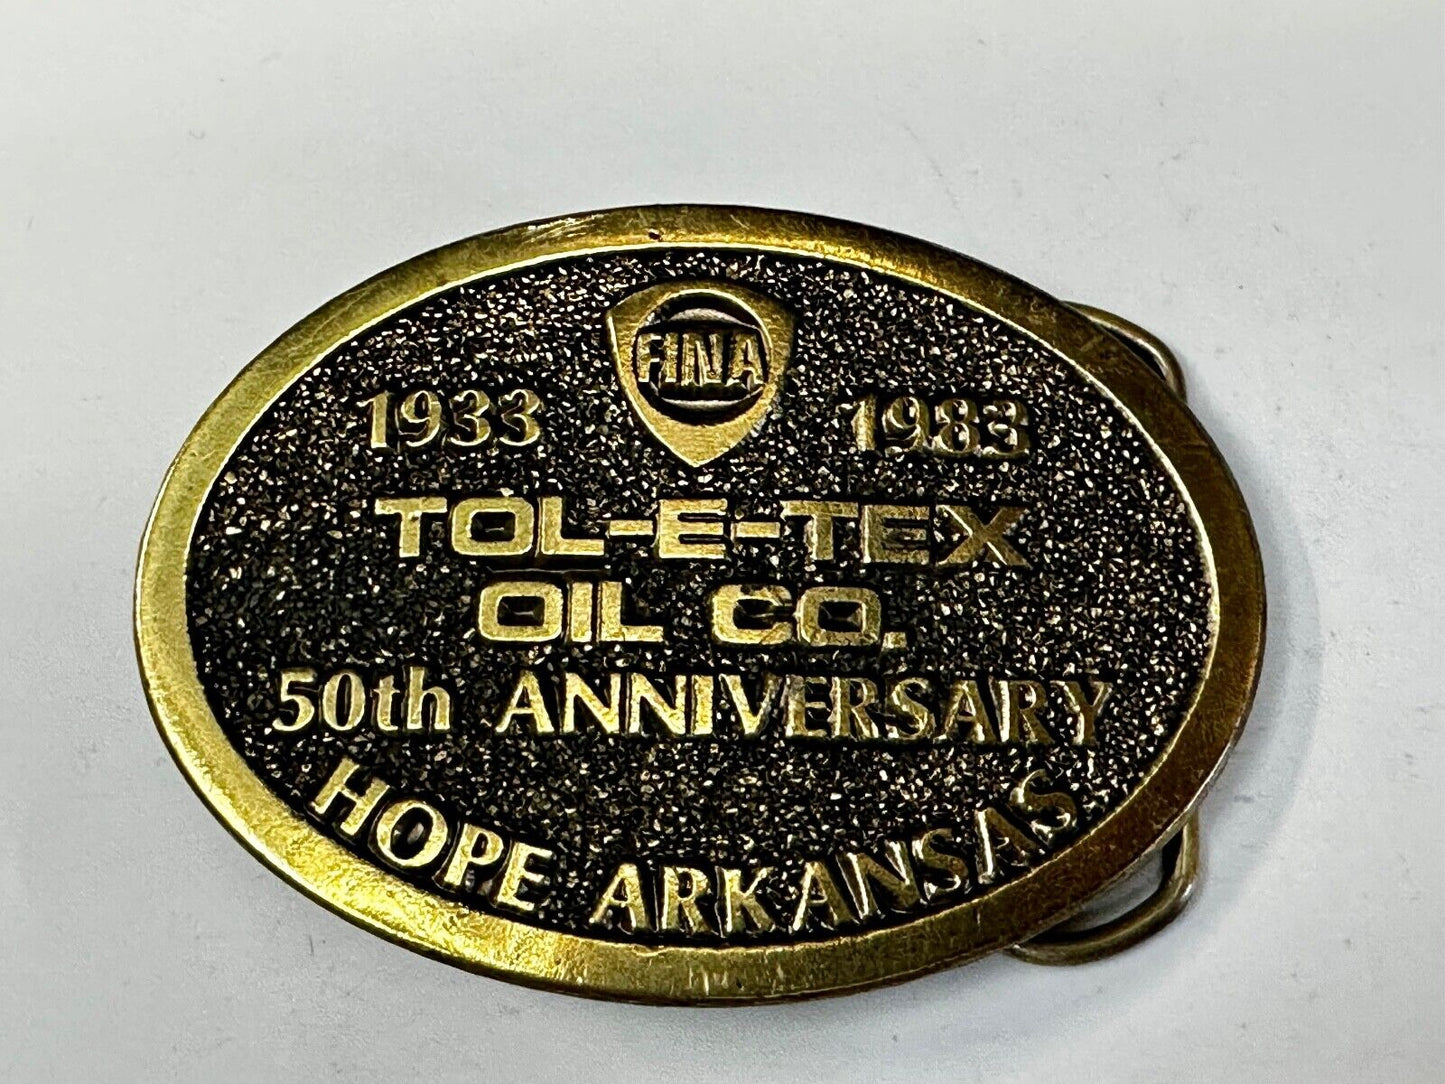 FINA
1933 1983
TOL-E-TEX
OIL CO.
50th ANNIVERSARY
HOPE ARKANSAS